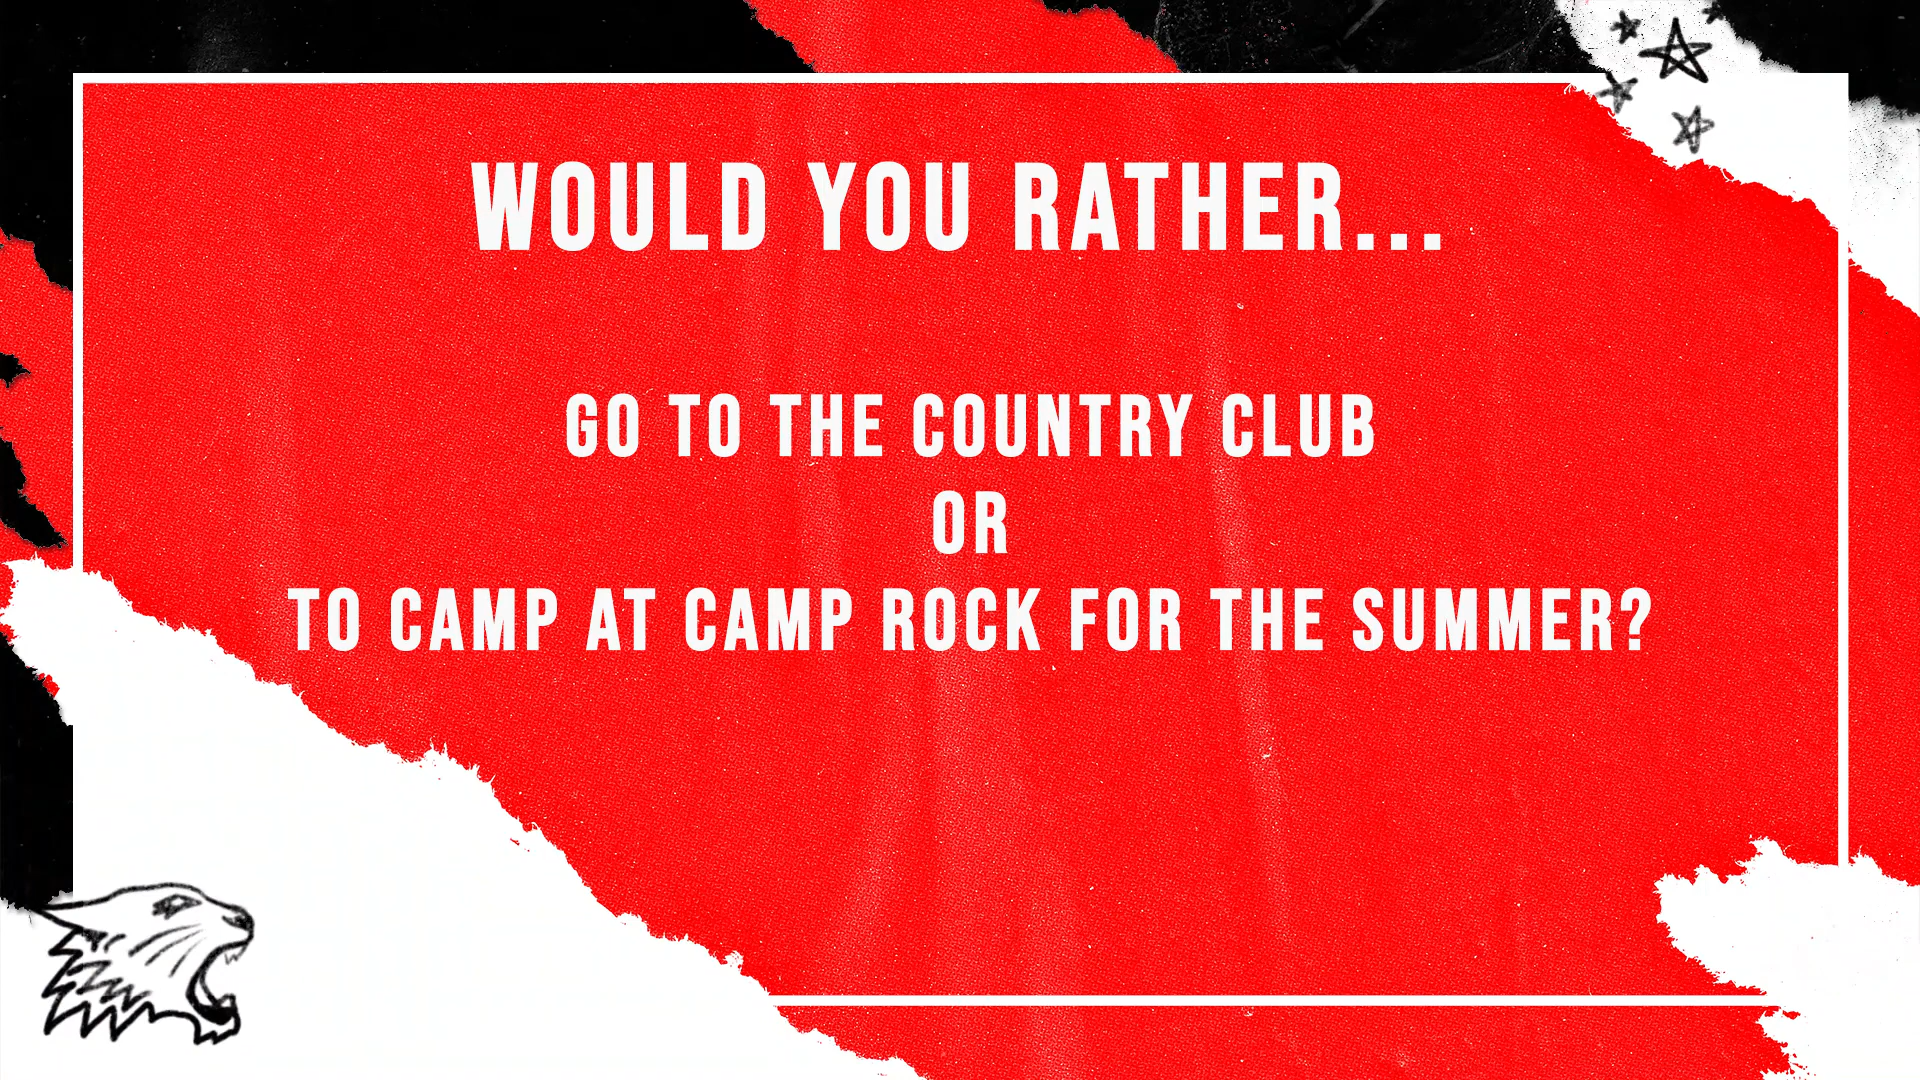 WOULD YOU RATHER...
GO TO THE COUNTRY CLUB
OR
TO CAMP AT CAMP ROCK FOR THE SUMMER?